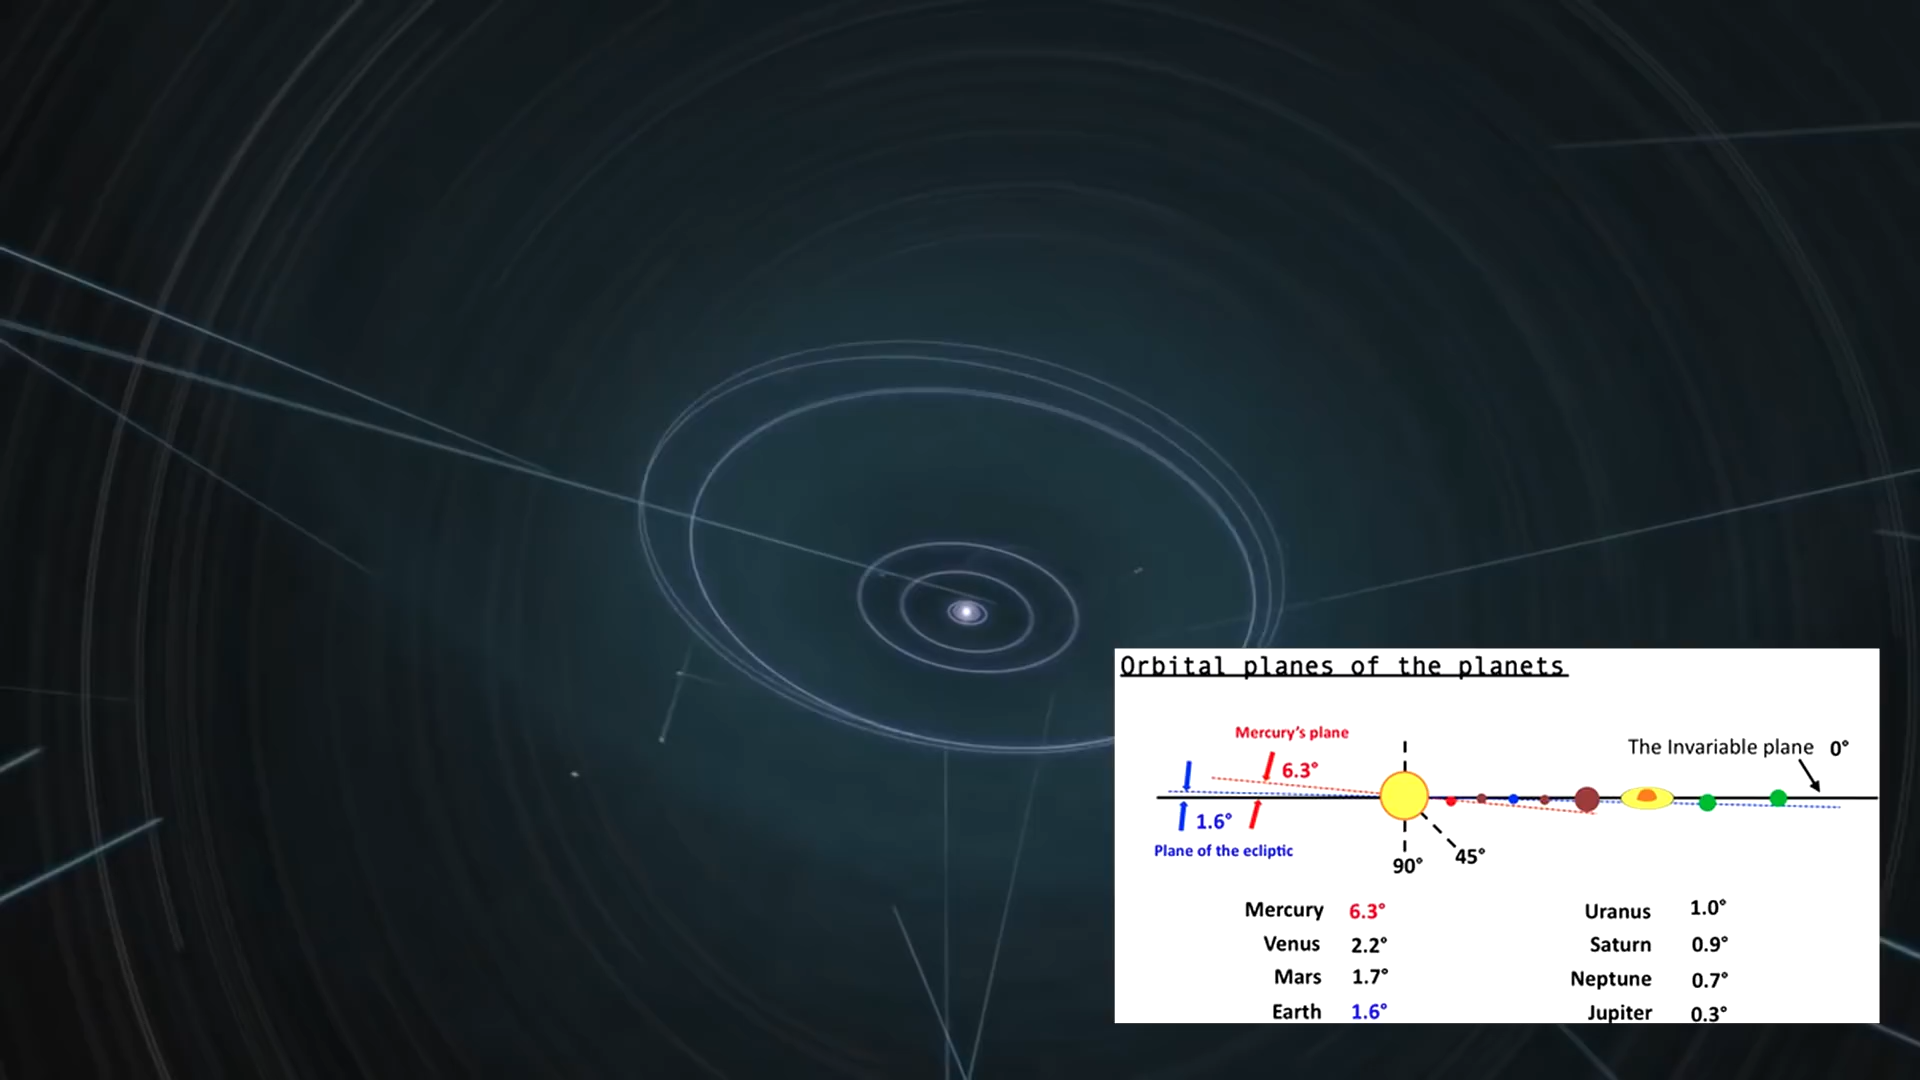 Orbital planes of the planets
Mercury's plane
The Invariable plane 0°
6.3°
1.6°
Plane of the ecliptic
90°
45°
Mercury 6.3°
Venus 2.2°
Mars 1.7°
Earth 1.6°
Uranus 1.0°
Saturn 0.9°
Neptune 0.7°
Jupiter 0.3°